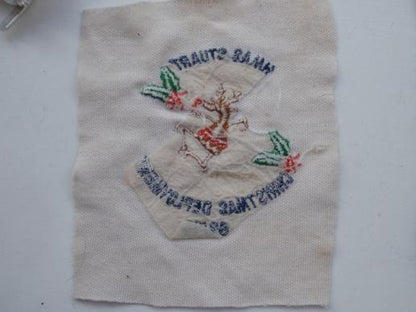 HMAS STUART
CHRISTMAS DEPLOYMENT